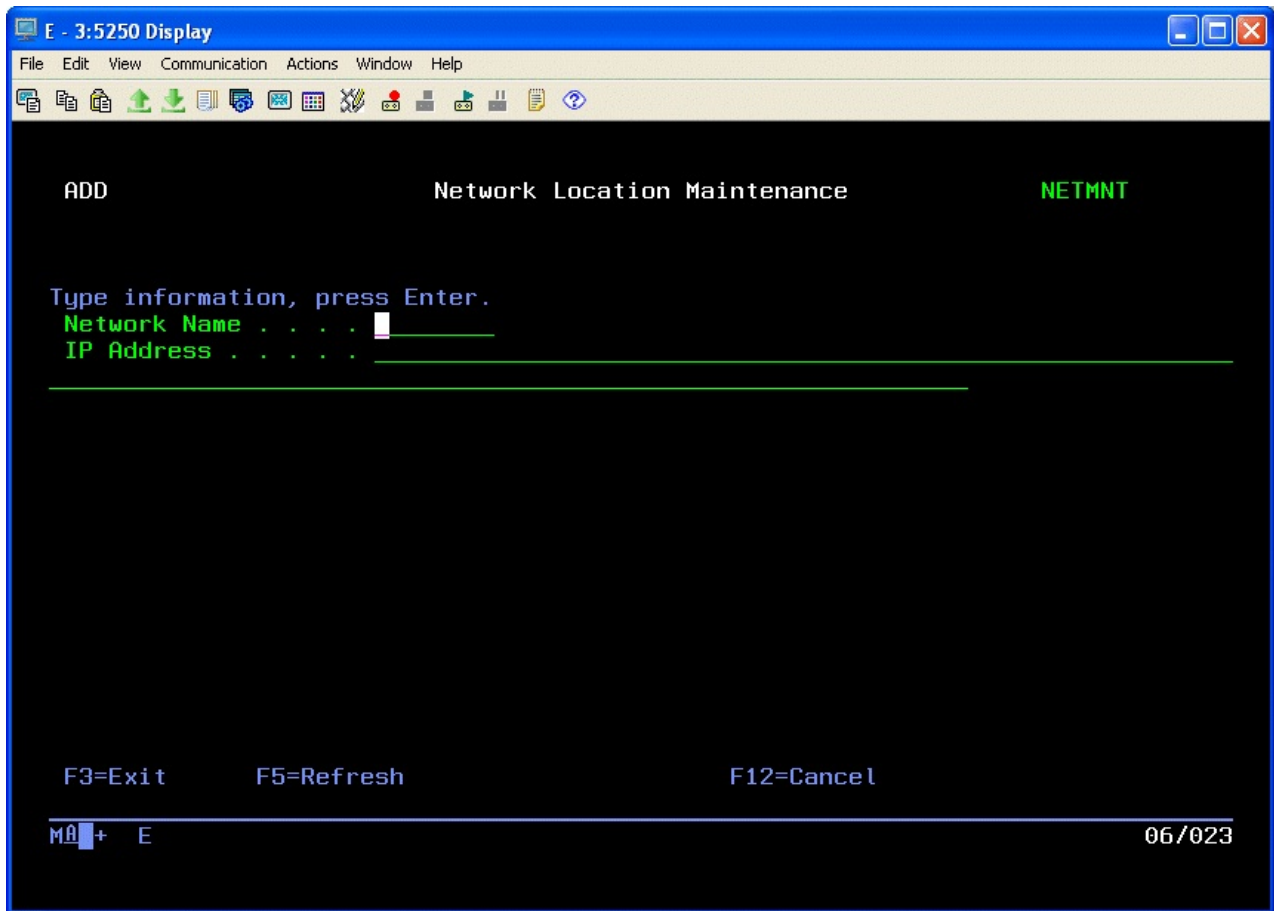 E - 3:5250 Display
File Edit View Communication Actions Window Help
ADD Network Location Maintenance NETMNT
Type information, press Enter.
Network Name . . . .
IP Address . . . . .
F3=Exit F5=Refresh F12=Cancel
MA + E 06/023